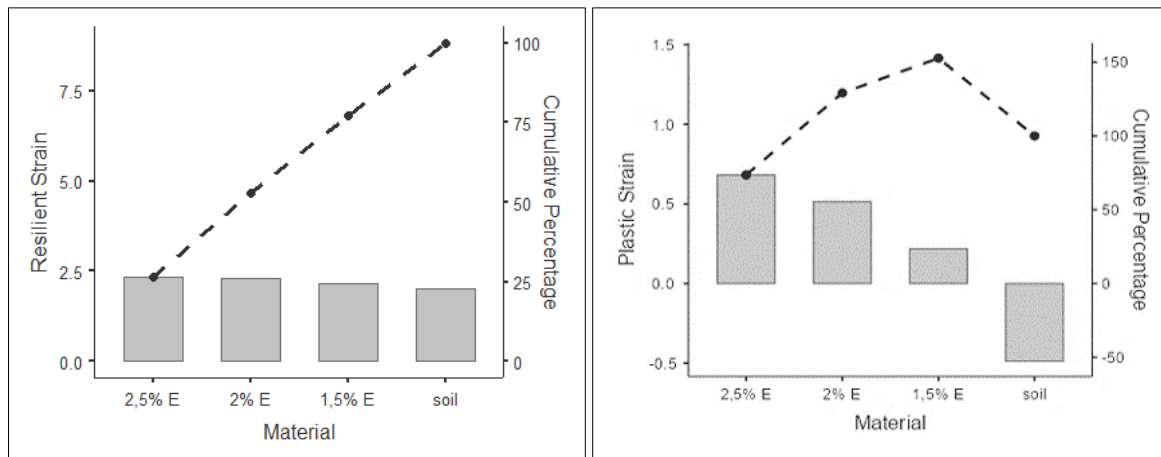 Resilient Strain
7.5
5.0
2.5
0.0
100
75
50
25
0
Cumulative Percentage
2,5% E 2% E 1,5% E soil
Material
Plastic Strain
1.5
1.0
0.5
0.0
-0.5
150
100
50
0
-50
Cumulative Percentage
2,5% E 2% E 1,5% E soil
Material